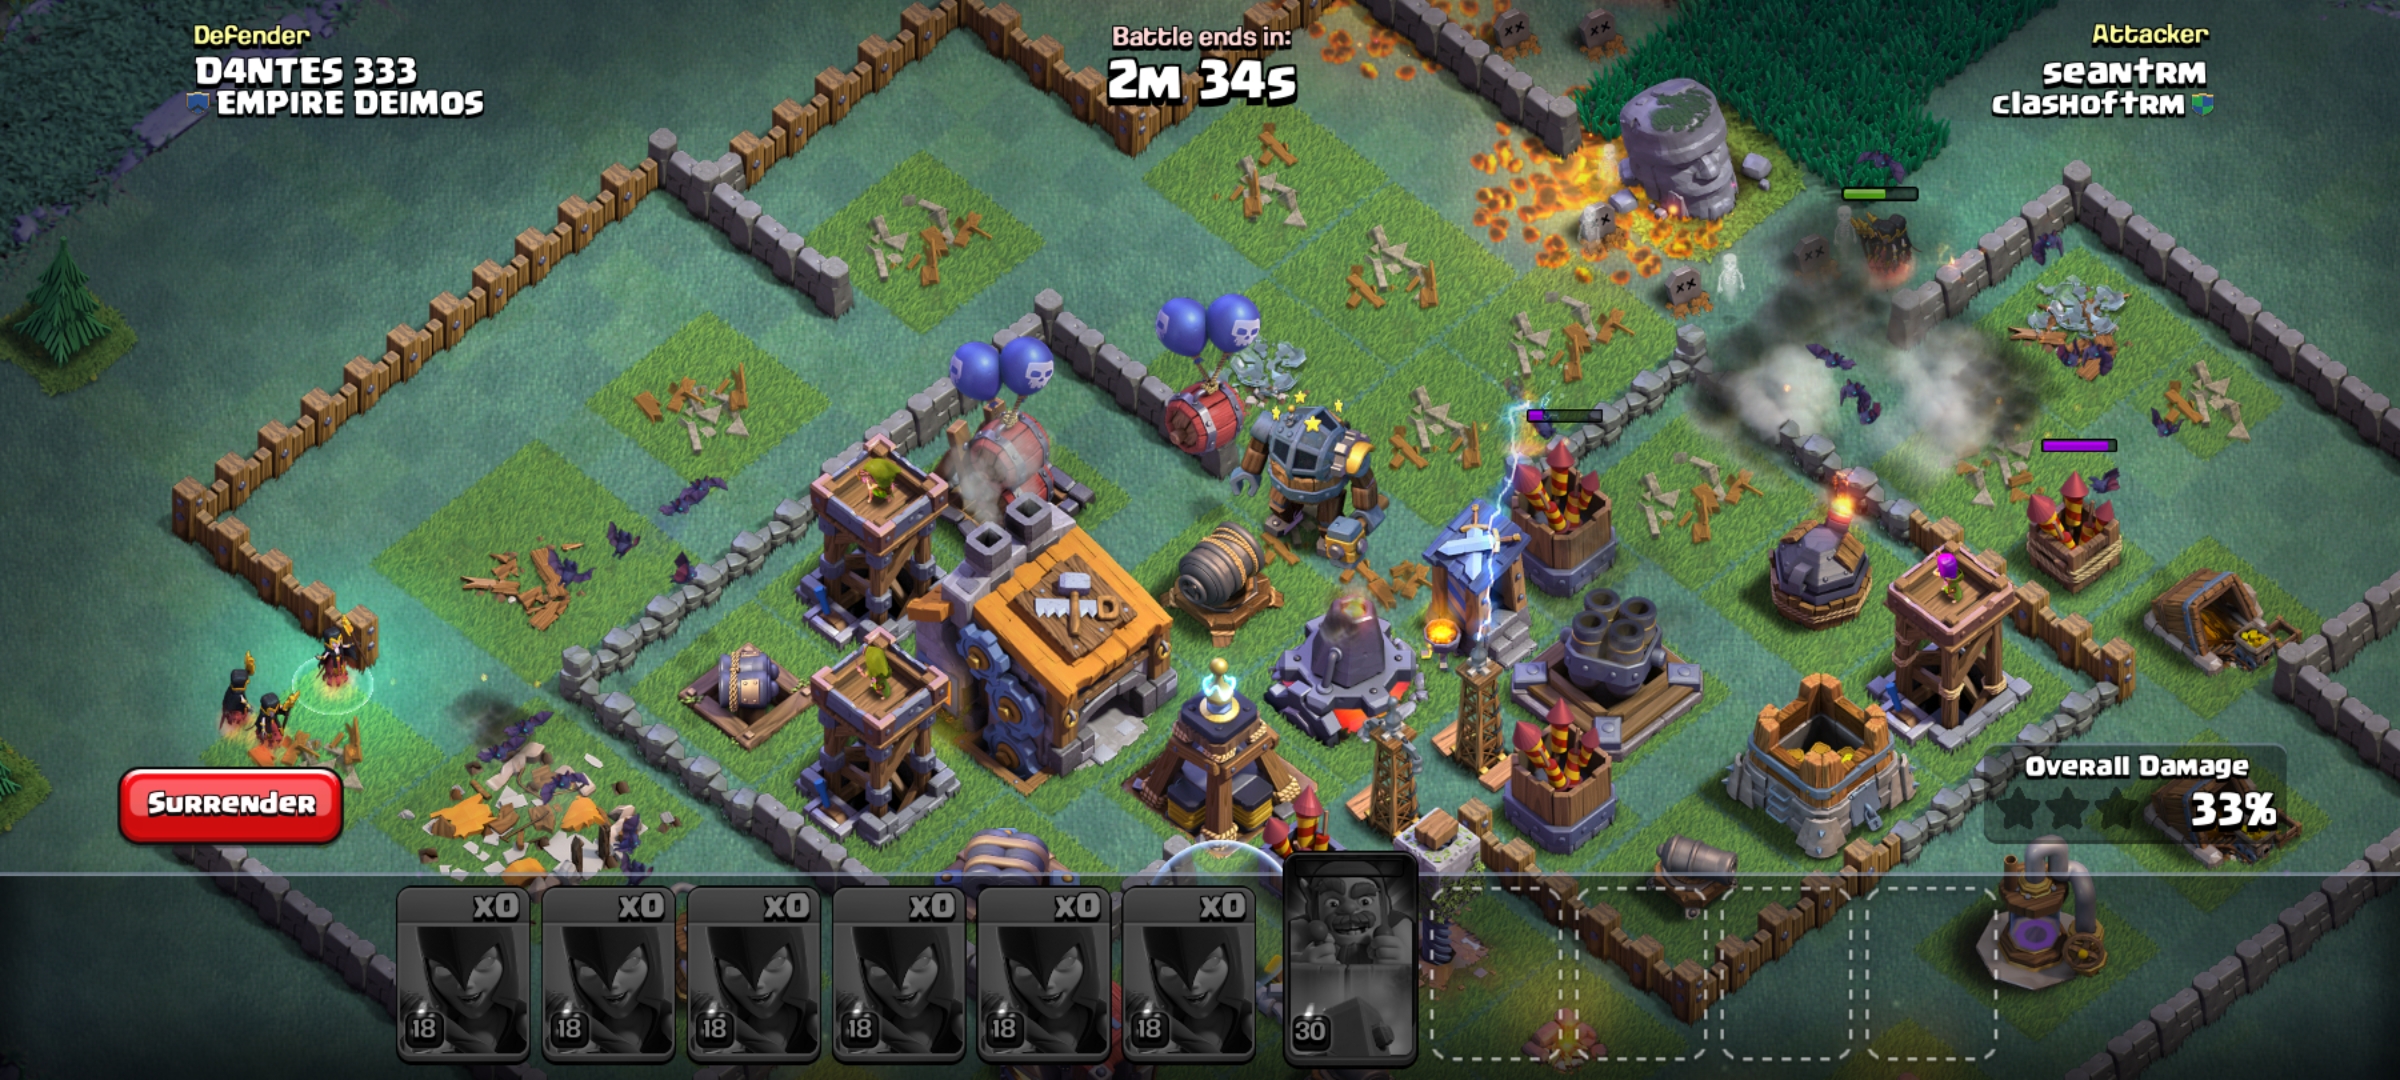 Defender
D4NTES 333
EMPIRE DEIMOS
Battle ends in:
2M 34S
Attacker
seantRM
clashoftRM
Surrender
Overall Damage
33%
x0
x0
x0
x0
x0
x0
18
18
18
18
18
18
30